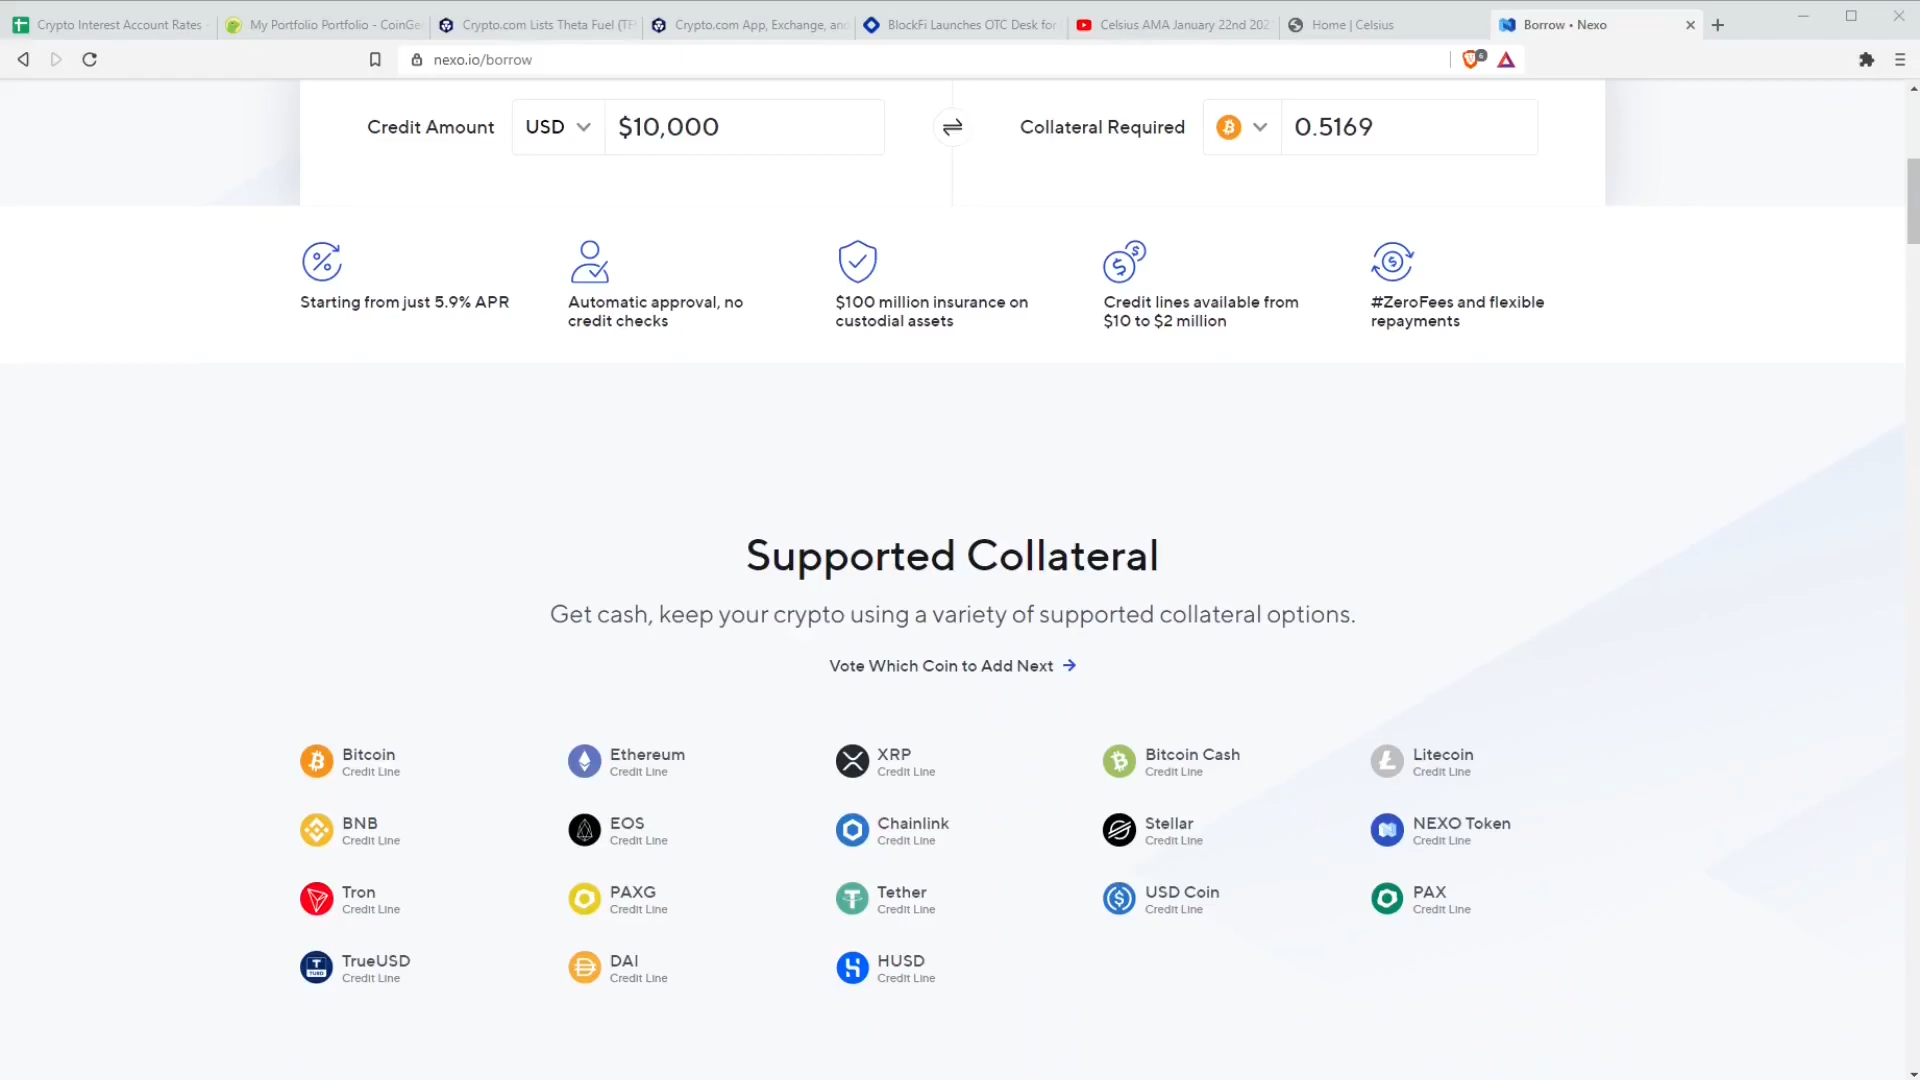 Crypto Interest Account Rates
My Portfolio Portfolio - CoinGe
Crypto.com Lists Theta Fuel (TF
Crypto.com App, Exchange, an
BlockFi Launches OTC Desk for
Celsius AMA January 22nd 202
Home | Celsius
Borrow • Nexo
nexo.io/borrow
6
Credit Amount
USD
$10,000
Collateral Required
0.5169
Starting from just 5.9% APR
Automatic approval, no
credit checks
$100 million insurance on
custodial assets
Credit lines available from
$10 to $2 million
#ZeroFees and flexible
repayments
Supported Collateral
Get cash, keep your crypto using a variety of supported collateral options.
Vote Which Coin to Add Next →
Bitcoin
Credit Line
Ethereum
Credit Line
XRP
Credit Line
Bitcoin Cash
Credit Line
Litecoin
Credit Line
BNB
Credit Line
EOS
Credit Line
Chainlink
Credit Line
Stellar
Credit Line
NEXO Token
Credit Line
Tron
Credit Line
PAXG
Credit Line
Tether
Credit Line
USD Coin
Credit Line
PAX
Credit Line
TrueUSD
Credit Line
DAI
Credit Line
HUSD
Credit Line